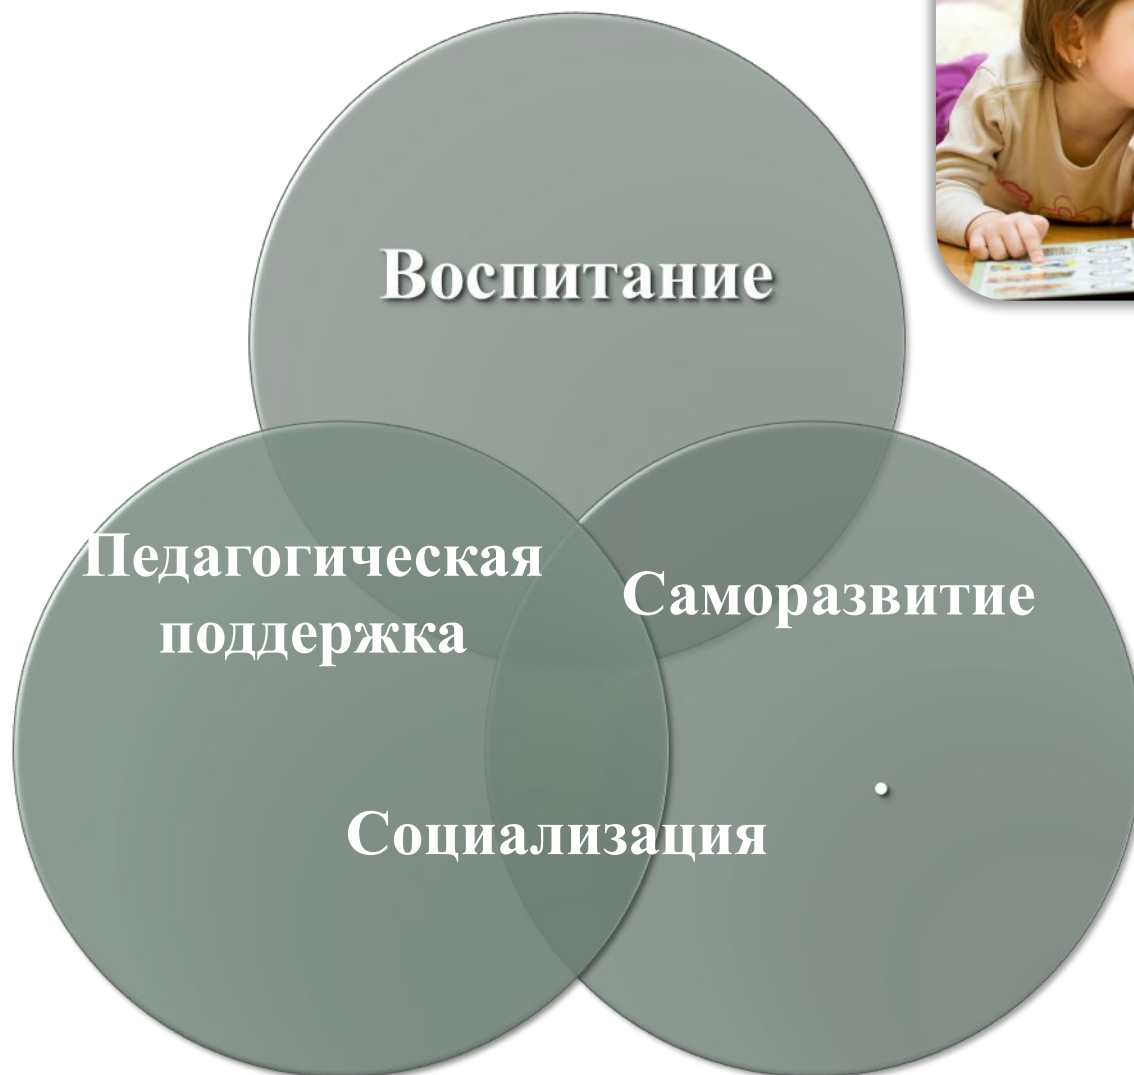 Воспитание
Педагогическая
поддержка
Саморазвитие
.
Социализация